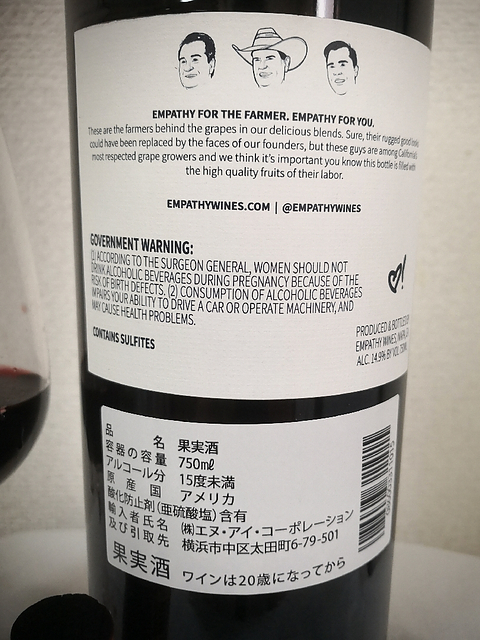 EMPATHY FOR THE FARMER. EMPATHY FOR YOU.
These are the farmers behind the grapes in our delicious blends. Sure, their rugged good looks
could have been replaced by the faces of our founders, but these guys are among California's
most respected grape growers and we think it's important you know this bottle is filled with
the high quality fruits of their labor.
EMPATHYWINES.COM | @EMPATHYWINES
GOVERNMENT WARNING:
(1) ACCORDING TO THE SURGEON GENERAL, WOMEN SHOULD NOT
DRINK ALCOHOLIC BEVERAGES DURING PREGNANCY BECAUSE OF THE
RISK OF BIRTH DEFECTS. (2) CONSUMPTION OF ALCOHOLIC BEVERAGES
IMPAIRS YOUR ABILITY TO DRIVE A CAR OR OPERATE MACHINERY, AND
MAY CAUSE HEALTH PROBLEMS.
CONTAINS SULFITES
PRODUCED & BOTTLED BY
EMPATHY WINES, NAPA, CA
ALC. 14.9% BY VOL 750ML
品名 果実酒
容器の容量 750mℓ
アルコール分 15度未満
原産国 アメリカ
酸化防止剤(亜硫酸塩)含有
輸入者氏名 ㈱エヌ・アイ・コーポレーション
及び引取先 横浜市中区太田町6-79-501
果実酒 ワインは20歳になってから